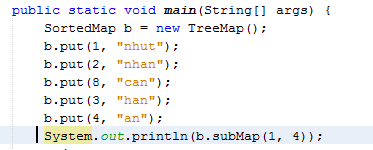 public static void main(String[] args) {
SortedMap b = new TreeMap();
b.put(1, "nhut");
b.put(2, "nhan");
b.put(8, "can");
b.put(3, "han");
b.put(4, "an");
System.out.println(b.subMap(1, 4));